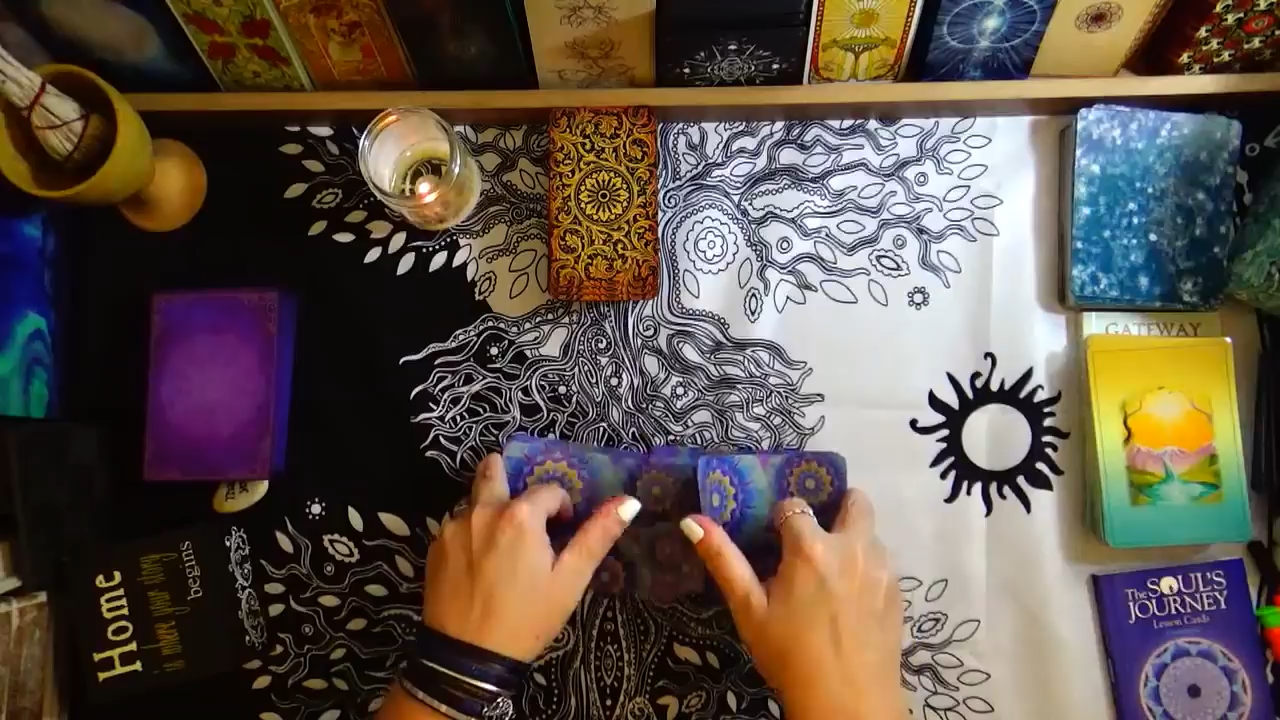 GATEWAY
Home
is where your story
begins
The SOUL'S
JOURNEY
Lesson Cards